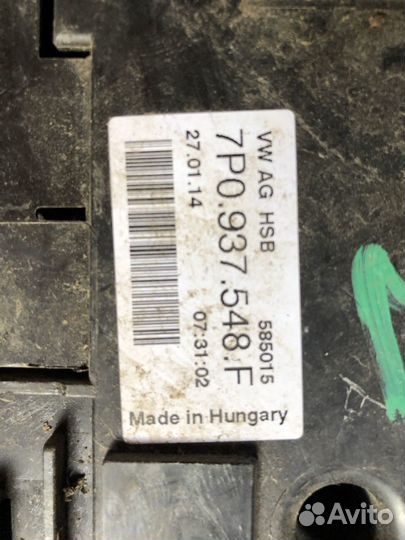 VW AG HSB 585015
7P0.937.548.F
27.01.14 07:31:02
Made in Hungary
Avito